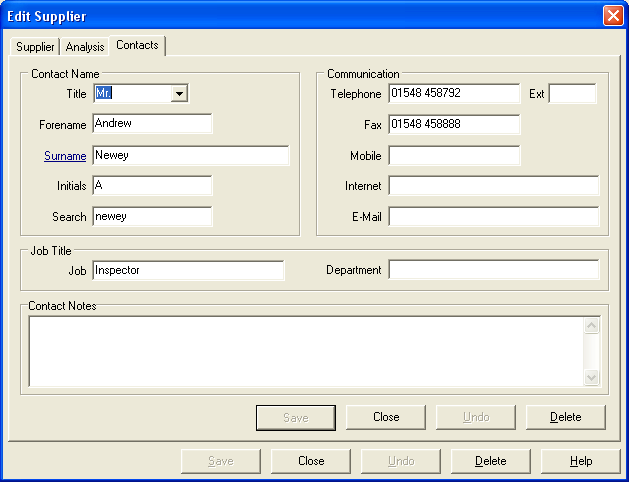 Edit Supplier
Supplier Analysis Contacts
Contact Name
Title Mr.
Forename Andrew
Surname Newey
Initials A
Search newey
Communication
Telephone 01548 458792 Ext
Fax 01548 458888
Mobile
Internet
E-Mail
Job Title
Job Inspector Department
Contact Notes
Save Close Undo Delete
Save Close Undo Delete Help